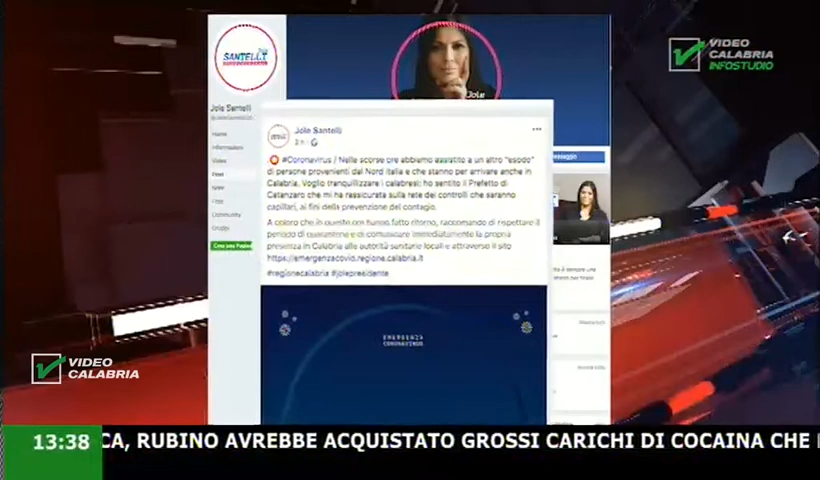 SANTELLI
VIDEO
CALABRIA
INFOSTUDIO
Jole
Jole Santelli
Home
Informazioni
Video
Post
Note
Foto
Community
Gruppi
Crea una Pagina
Jole Santelli
#Coronavirus / Nelle scorse ore abbiamo assistito a un altro "esodo"
di persone provenienti dal Nord Italia e che stanno per arrivare anche in
Calabria. Voglio tranquillizzare i calabresi: ho sentito il Prefetto di
Catanzaro che mi ha rassicurata sulla rete dei controlli che saranno
capillari, ai fini della prevenzione del contagio.
A coloro che in queste ore hanno fatto ritorno, raccomando di rispettare il
periodo di quarantena e di comunicare immediatamente la propria
presenza in Calabria alle autorità sanitarie locali e attraverso il sito
https://emergenzacovid.regione.calabria.it
#regionecalabria #jolepresidente
EMERGENZA
CORONAVIRUS
VIDEO
CALABRIA
13:38
CA, RUBINO AVREBBE ACQUISTATO GROSSI CARICHI DI COCAINA CHE